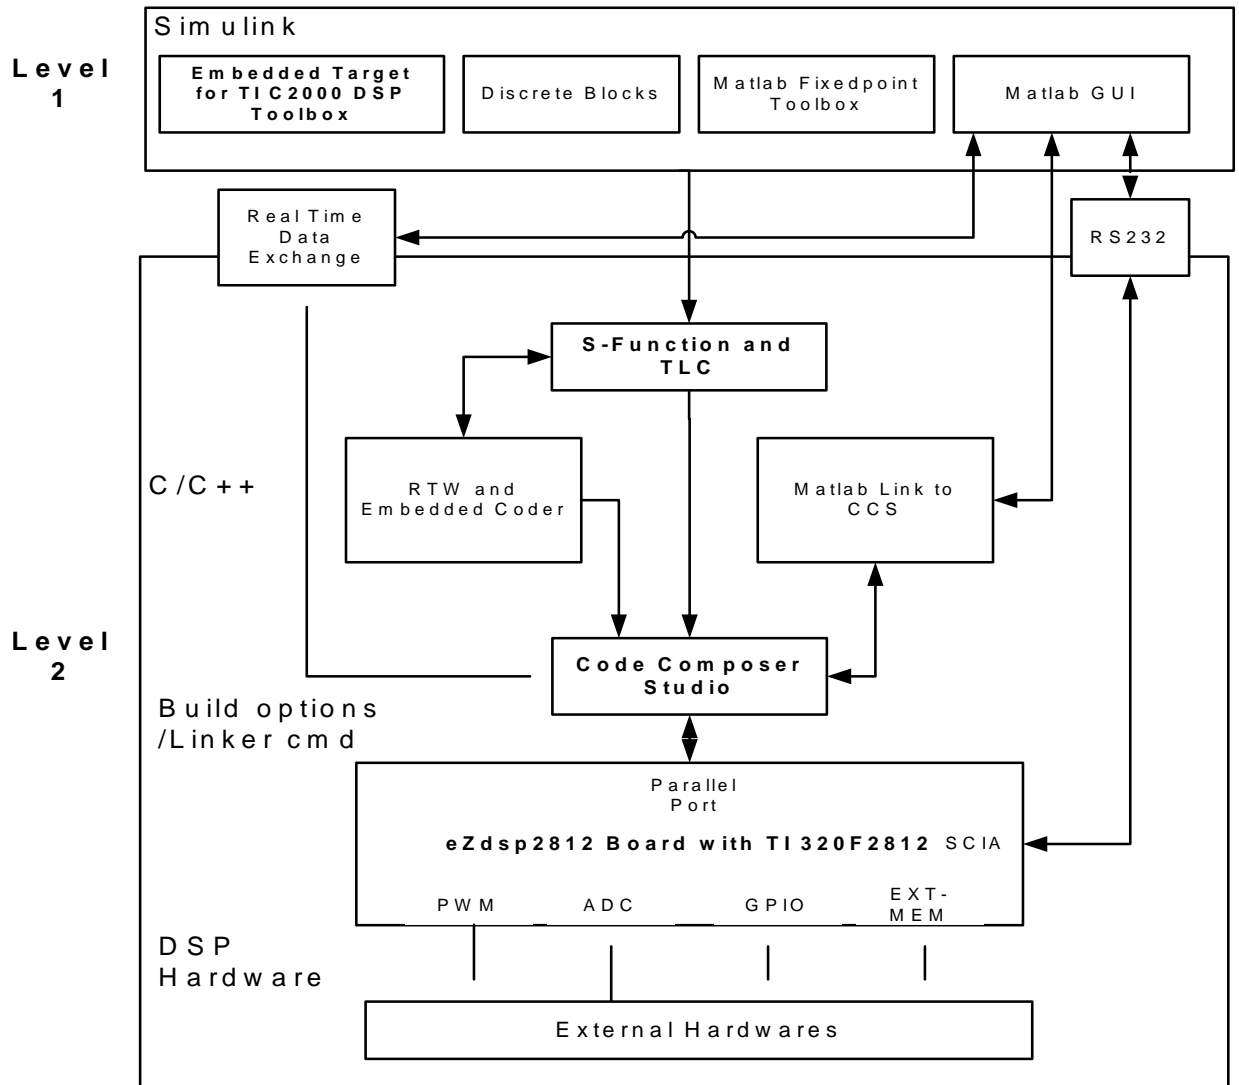 Simulink
Level
1
Embedded Target
for TIC2000 DSP
Toolbox
Discrete Blocks
Matlab Fixedpoint
Toolbox
Matlab GUI
Real Time
Data
Exchange
RS232
S-Function and
TLC
C/C++
RTW and
Embedded Coder
Matlab Link to
CCS
Level
2
Code Composer
Studio
Build options
/Linker cmd
Parallel
Port
eZdsp2812 Board with TI320F2812 SCIA
PWM
ADC
GPIO
EXT-
MEM
DSP
Hardware
External Hardwares